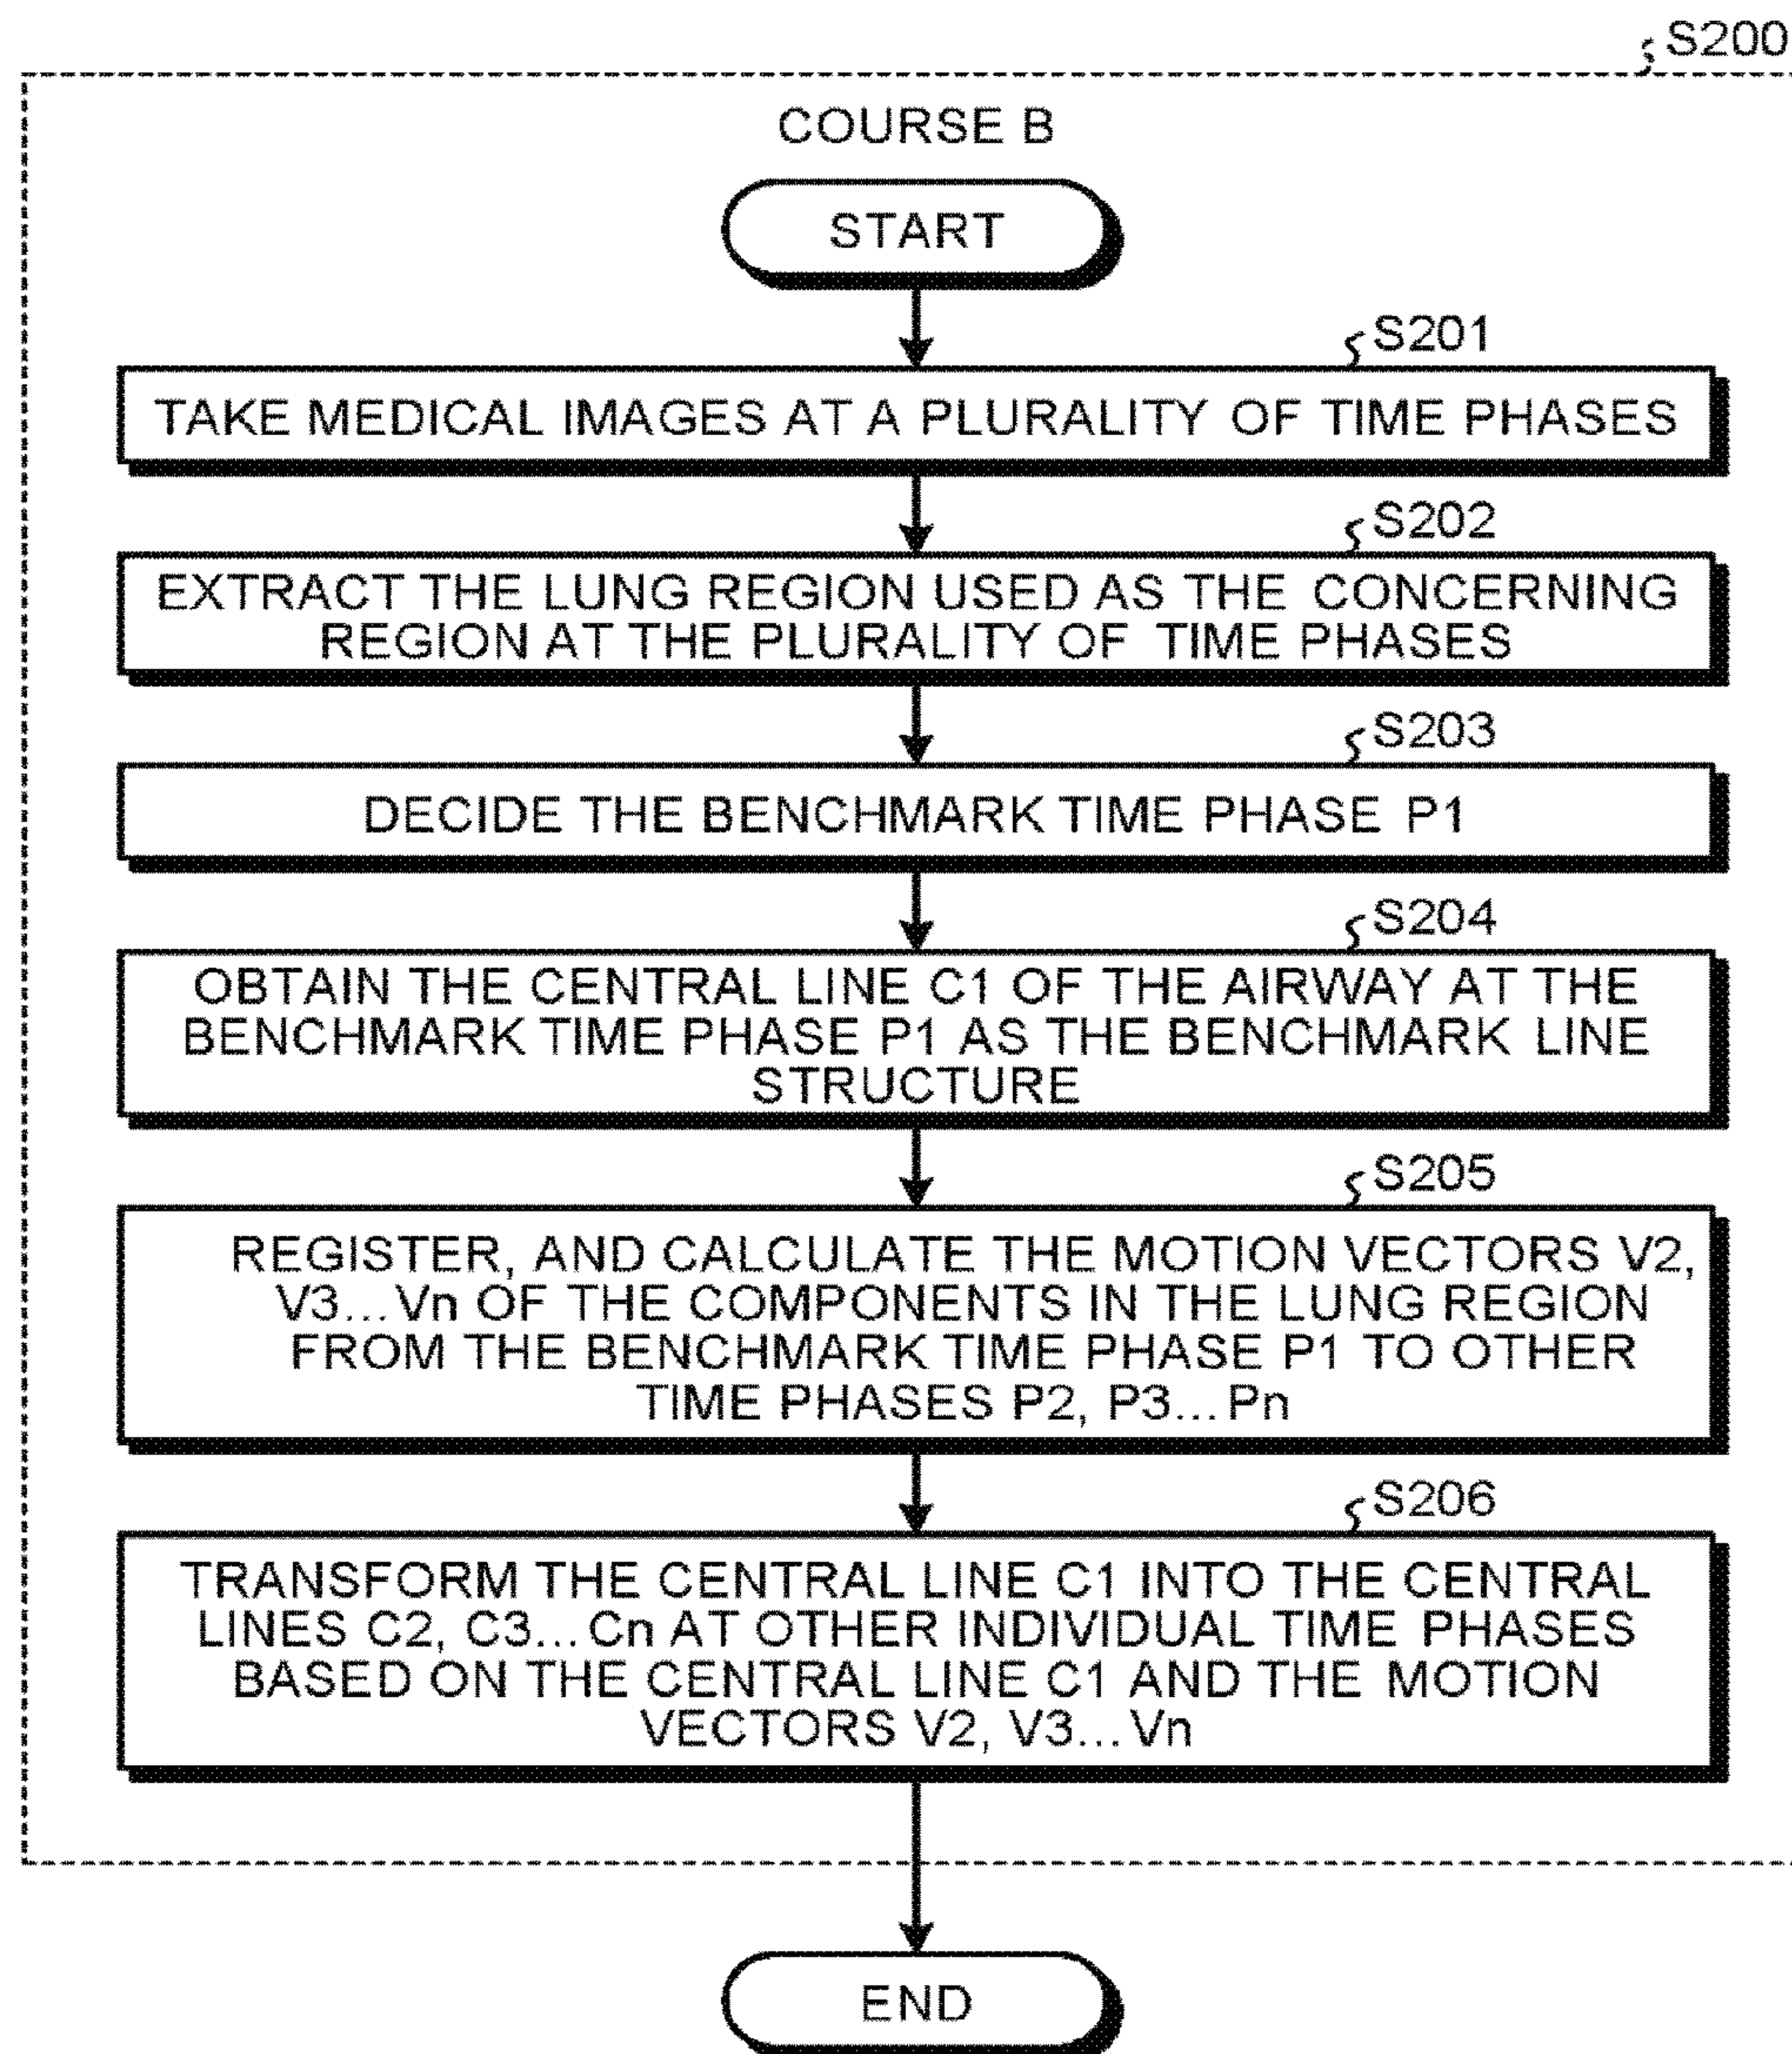 S200
COURSE B
START
S201
TAKE MEDICAL IMAGES AT A PLURALITY OF TIME PHASES
S202
EXTRACT THE LUNG REGION USED AS THE CONCERNING
REGION AT THE PLURALITY OF TIME PHASES
S203
DECIDE THE BENCHMARK TIME PHASE P1
S204
OBTAIN THE CENTRAL LINE C1 OF THE AIRWAY AT THE
BENCHMARK TIME PHASE P1 AS THE BENCHMARK LINE
STRUCTURE
S205
REGISTER, AND CALCULATE THE MOTION VECTORS V2,
V3...Vn OF THE COMPONENTS IN THE LUNG REGION
FROM THE BENCHMARK TIME PHASE P1 TO OTHER
TIME PHASES P2, P3...Pn
S206
TRANSFORM THE CENTRAL LINE C1 INTO THE CENTRAL
LINES C2, C3...Cn AT OTHER INDIVIDUAL TIME PHASES
BASED ON THE CENTRAL LINE C1 AND THE MOTION
VECTORS V2, V3...Vn
END